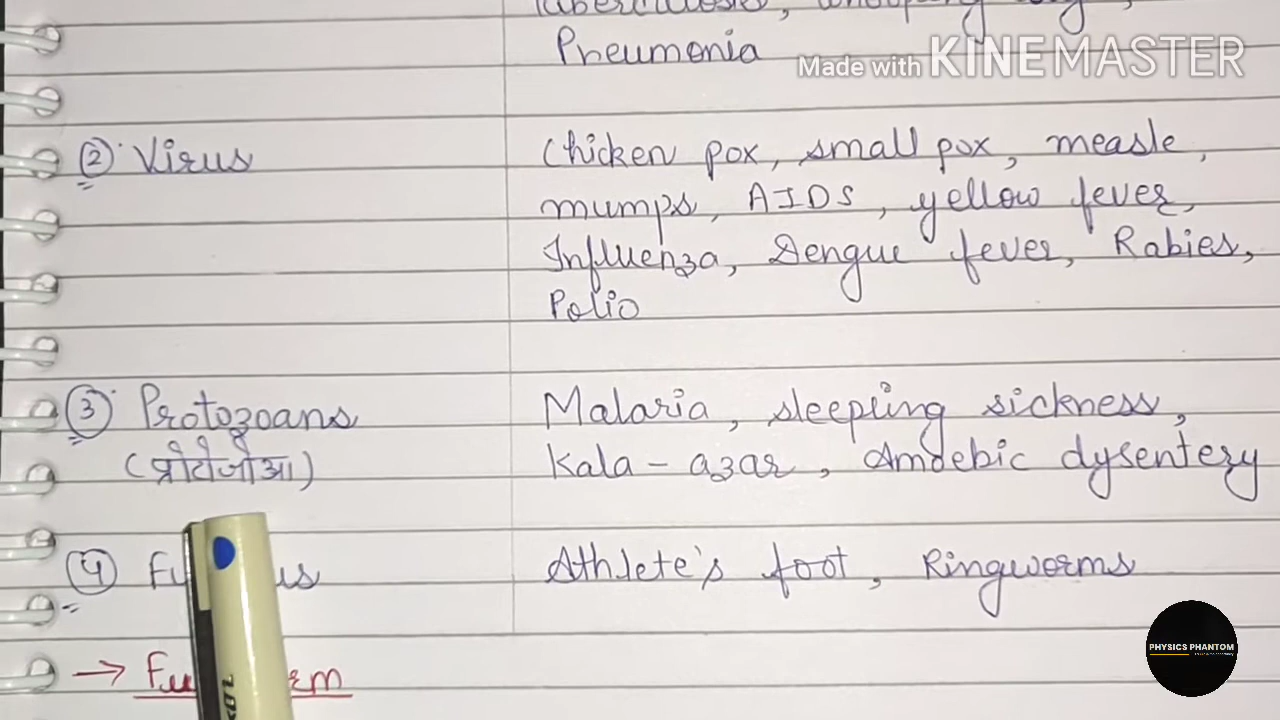 Pneumonia
Made with KINEMASTER
② Virus Chicken pox, small pox, measle,
mumps, AIDS, yellow fever,
Influenza, Dengue fever, Rabies,
Polio
③ Protozoans Malaria, sleeping sickness,
(प्रोटोजोआ) Kala-azar, Amoebic dysentery
④ Athlete's foot, Ringworms
→
PHYSICS PHANTOM